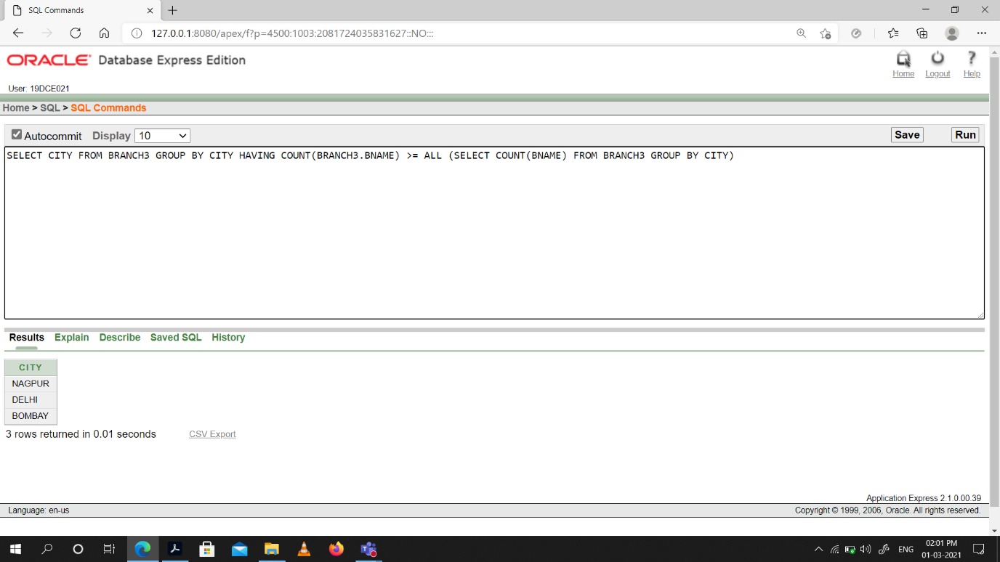 SQL Commands
127.0.0.1:8080/apex/f?p=4500:1003:2081724035831627::NO:::
ORACLE Database Express Edition
Home Logout Help
User: 19DCE021
Home > SQL > SQL Commands
Autocommit Display 10 Save Run
SELECT CITY FROM BRANCH3 GROUP BY CITY HAVING COUNT(BRANCH3.BNAME) >= ALL (SELECT COUNT(BNAME) FROM BRANCH3 GROUP BY CITY)
Results Explain Describe Saved SQL History
CITY
NAGPUR
DELHI
BOMBAY
3 rows returned in 0.01 seconds CSV Export
Application Express 2.1.0.00.39
Language: en-us Copyright © 1999, 2006, Oracle. All rights reserved.
ENG 02:01 PM
01-03-2021